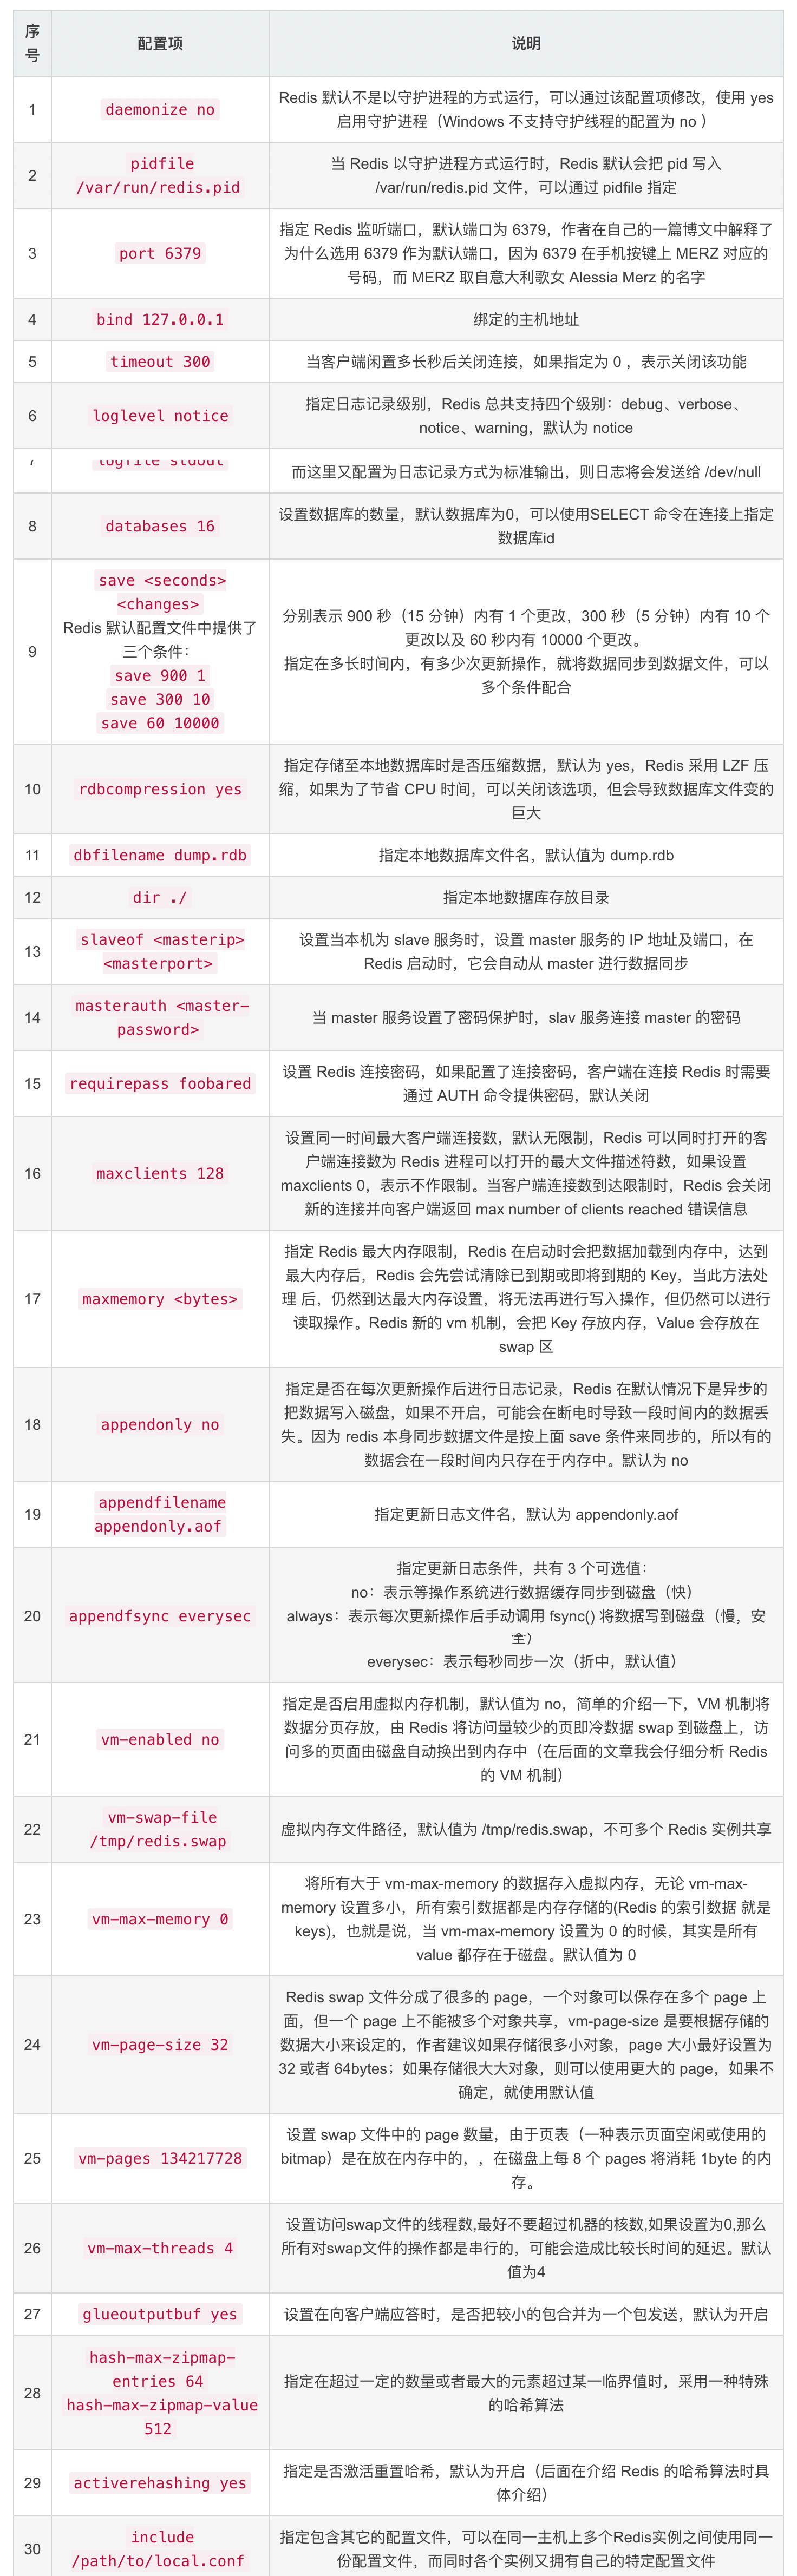 序号
配置项
说明
1
daemonize no
Redis 默认不是以守护进程的方式运行，可以通过该配置项修改，使用 yes
启用守护进程（Windows 不支持守护线程的配置为 no ）
2
pidfile
/var/run/redis.pid
当 Redis 以守护进程方式运行时，Redis 默认会把 pid 写入
/var/run/redis.pid 文件，可以通过 pidfile 指定
3
port 6379
指定 Redis 监听端口，默认端口为 6379，作者在自己的一篇博文中解释了
为什么选用 6379 作为默认端口，因为 6379 在手机按键上 MERZ 对应的
号码，而 MERZ 取自意大利歌女 Alessia Merz 的名字
4
bind 127.0.0.1
绑定的主机地址
5
timeout 300
当客户端闲置多长秒后关闭连接，如果指定为 0 ，表示关闭该功能
6
loglevel notice
指定日志记录级别，Redis 总共支持四个级别：debug、verbose、
notice、warning，默认为 notice
7
logfile stdout
而这里又配置为日志记录方式为标准输出，则日志将会发送给 /dev/null
8
databases 16
设置数据库的数量，默认数据库为0，可以使用SELECT 命令在连接上指定
数据库id
9
save <seconds>
<changes>
Redis 默认配置文件中提供了
三个条件：
save 900 1
save 300 10
save 60 10000
分别表示 900 秒（15 分钟）内有 1 个更改，300 秒（5 分钟）内有 10 个
更改以及 60 秒内有 10000 个更改。
指定在多长时间内，有多少次更新操作，就将数据同步到数据文件，可以
多个条件配合
10
rdbcompression yes
指定存储至本地数据库时是否压缩数据，默认为 yes，Redis 采用 LZF 压
缩，如果为了节省 CPU 时间，可以关闭该选项，但会导致数据库文件变的
巨大
11
dbfilename dump.rdb
指定本地数据库文件名，默认值为 dump.rdb
12
dir ./
指定本地数据库存放目录
13
slaveof <masterip>
<masterport>
设置当本机为 slave 服务时，设置 master 服务的 IP 地址及端口，在
Redis 启动时，它会自动从 master 进行数据同步
14
masterauth <master-
password>
当 master 服务设置了密码保护时，slav 服务连接 master 的密码
15
requirepass foobared
设置 Redis 连接密码，如果配置了连接密码，客户端在连接 Redis 时需要
通过 AUTH 命令提供密码，默认关闭
16
maxclients 128
设置同一时间最大客户端连接数，默认无限制，Redis 可以同时打开的客
户端连接数为 Redis 进程可以打开的最大文件描述符数，如果设置
maxclients 0，表示不作限制。当客户端连接数到达限制时，Redis 会关闭
新的连接并向客户端返回 max number of clients reached 错误信息
17
maxmemory <bytes>
指定 Redis 最大内存限制，Redis 在启动时会把数据加载到内存中，达到
最大内存后，Redis 会先尝试清除已到期或即将到期的 Key，当此方法处
理 后，仍然到达最大内存设置，将无法再进行写入操作，但仍然可以进行
读取操作。Redis 新的 vm 机制，会把 Key 存放内存，Value 会存放在
swap 区
18
appendonly no
指定是否在每次更新操作后进行日志记录，Redis 在默认情况下是异步的
把数据写入磁盘，如果不开启，可能会在断电时导致一段时间内的数据丢
失。因为 redis 本身同步数据文件是按上面 save 条件来同步的，所以有的
数据会在一段时间内只存在于内存中。默认为 no
19
appendfilename
appendonly.aof
指定更新日志文件名，默认为 appendonly.aof
20
appendfsync everysec
指定更新日志条件，共有 3 个可选值：
no：表示等操作系统进行数据缓存同步到磁盘（快）
always：表示每次更新操作后手动调用 fsync() 将数据写到磁盘（慢，安
全）
everysec：表示每秒同步一次（折中，默认值）
21
vm-enabled no
指定是否启用虚拟内存机制，默认值为 no，简单的介绍一下，VM 机制将
数据分页存放，由 Redis 将访问量较少的页即冷数据 swap 到磁盘上，访
问多的页面由磁盘自动换出到内存中（在后面的文章我会仔细分析 Redis
的 VM 机制）
22
vm-swap-file
/tmp/redis.swap
虚拟内存文件路径，默认值为 /tmp/redis.swap，不可多个 Redis 实例共享
23
vm-max-memory 0
将所有大于 vm-max-memory 的数据存入虚拟内存，无论 vm-max-
memory 设置多小，所有索引数据都是内存存储的(Redis 的索引数据 就是
keys)，也就是说，当 vm-max-memory 设置为 0 的时候，其实是所有
value 都存在于磁盘。默认值为 0
24
vm-page-size 32
Redis swap 文件分成了很多的 page，一个对象可以保存在多个 page 上
面，但一个 page 上不能被多个对象共享，vm-page-size 是要根据存储的
数据大小来设定的，作者建议如果存储很多小对象，page 大小最好设置为
32 或者 64bytes；如果存储很大大对象，则可以使用更大的 page，如果不
确定，就使用默认值
25
vm-pages 134217728
设置 swap 文件中的 page 数量，由于页表（一种表示页面空闲或使用的
bitmap）是在放在内存中的，，在磁盘上每 8 个 pages 将消耗 1byte 的内
存。
26
vm-max-threads 4
设置访问swap文件的线程数,最好不要超过机器的核数,如果设置为0,那么
所有对swap文件的操作都是串行的，可能会造成比较长时间的延迟。默认
值为4
27
glueoutputbuf yes
设置在向客户端应答时，是否把较小的包合并为一个包发送，默认为开启
28
hash-max-zipmap-
entries 64
hash-max-zipmap-value
512
指定在超过一定的数量或者最大的元素超过某一临界值时，采用一种特殊
的哈希算法
29
activerehashing yes
指定是否激活重置哈希，默认为开启（后面在介绍 Redis 的哈希算法时具
体介绍）
30
include
/path/to/local.conf
指定包含其它的配置文件，可以在同一主机上多个Redis实例之间使用同一
份配置文件，而同时各个实例又拥有自己的特定配置文件